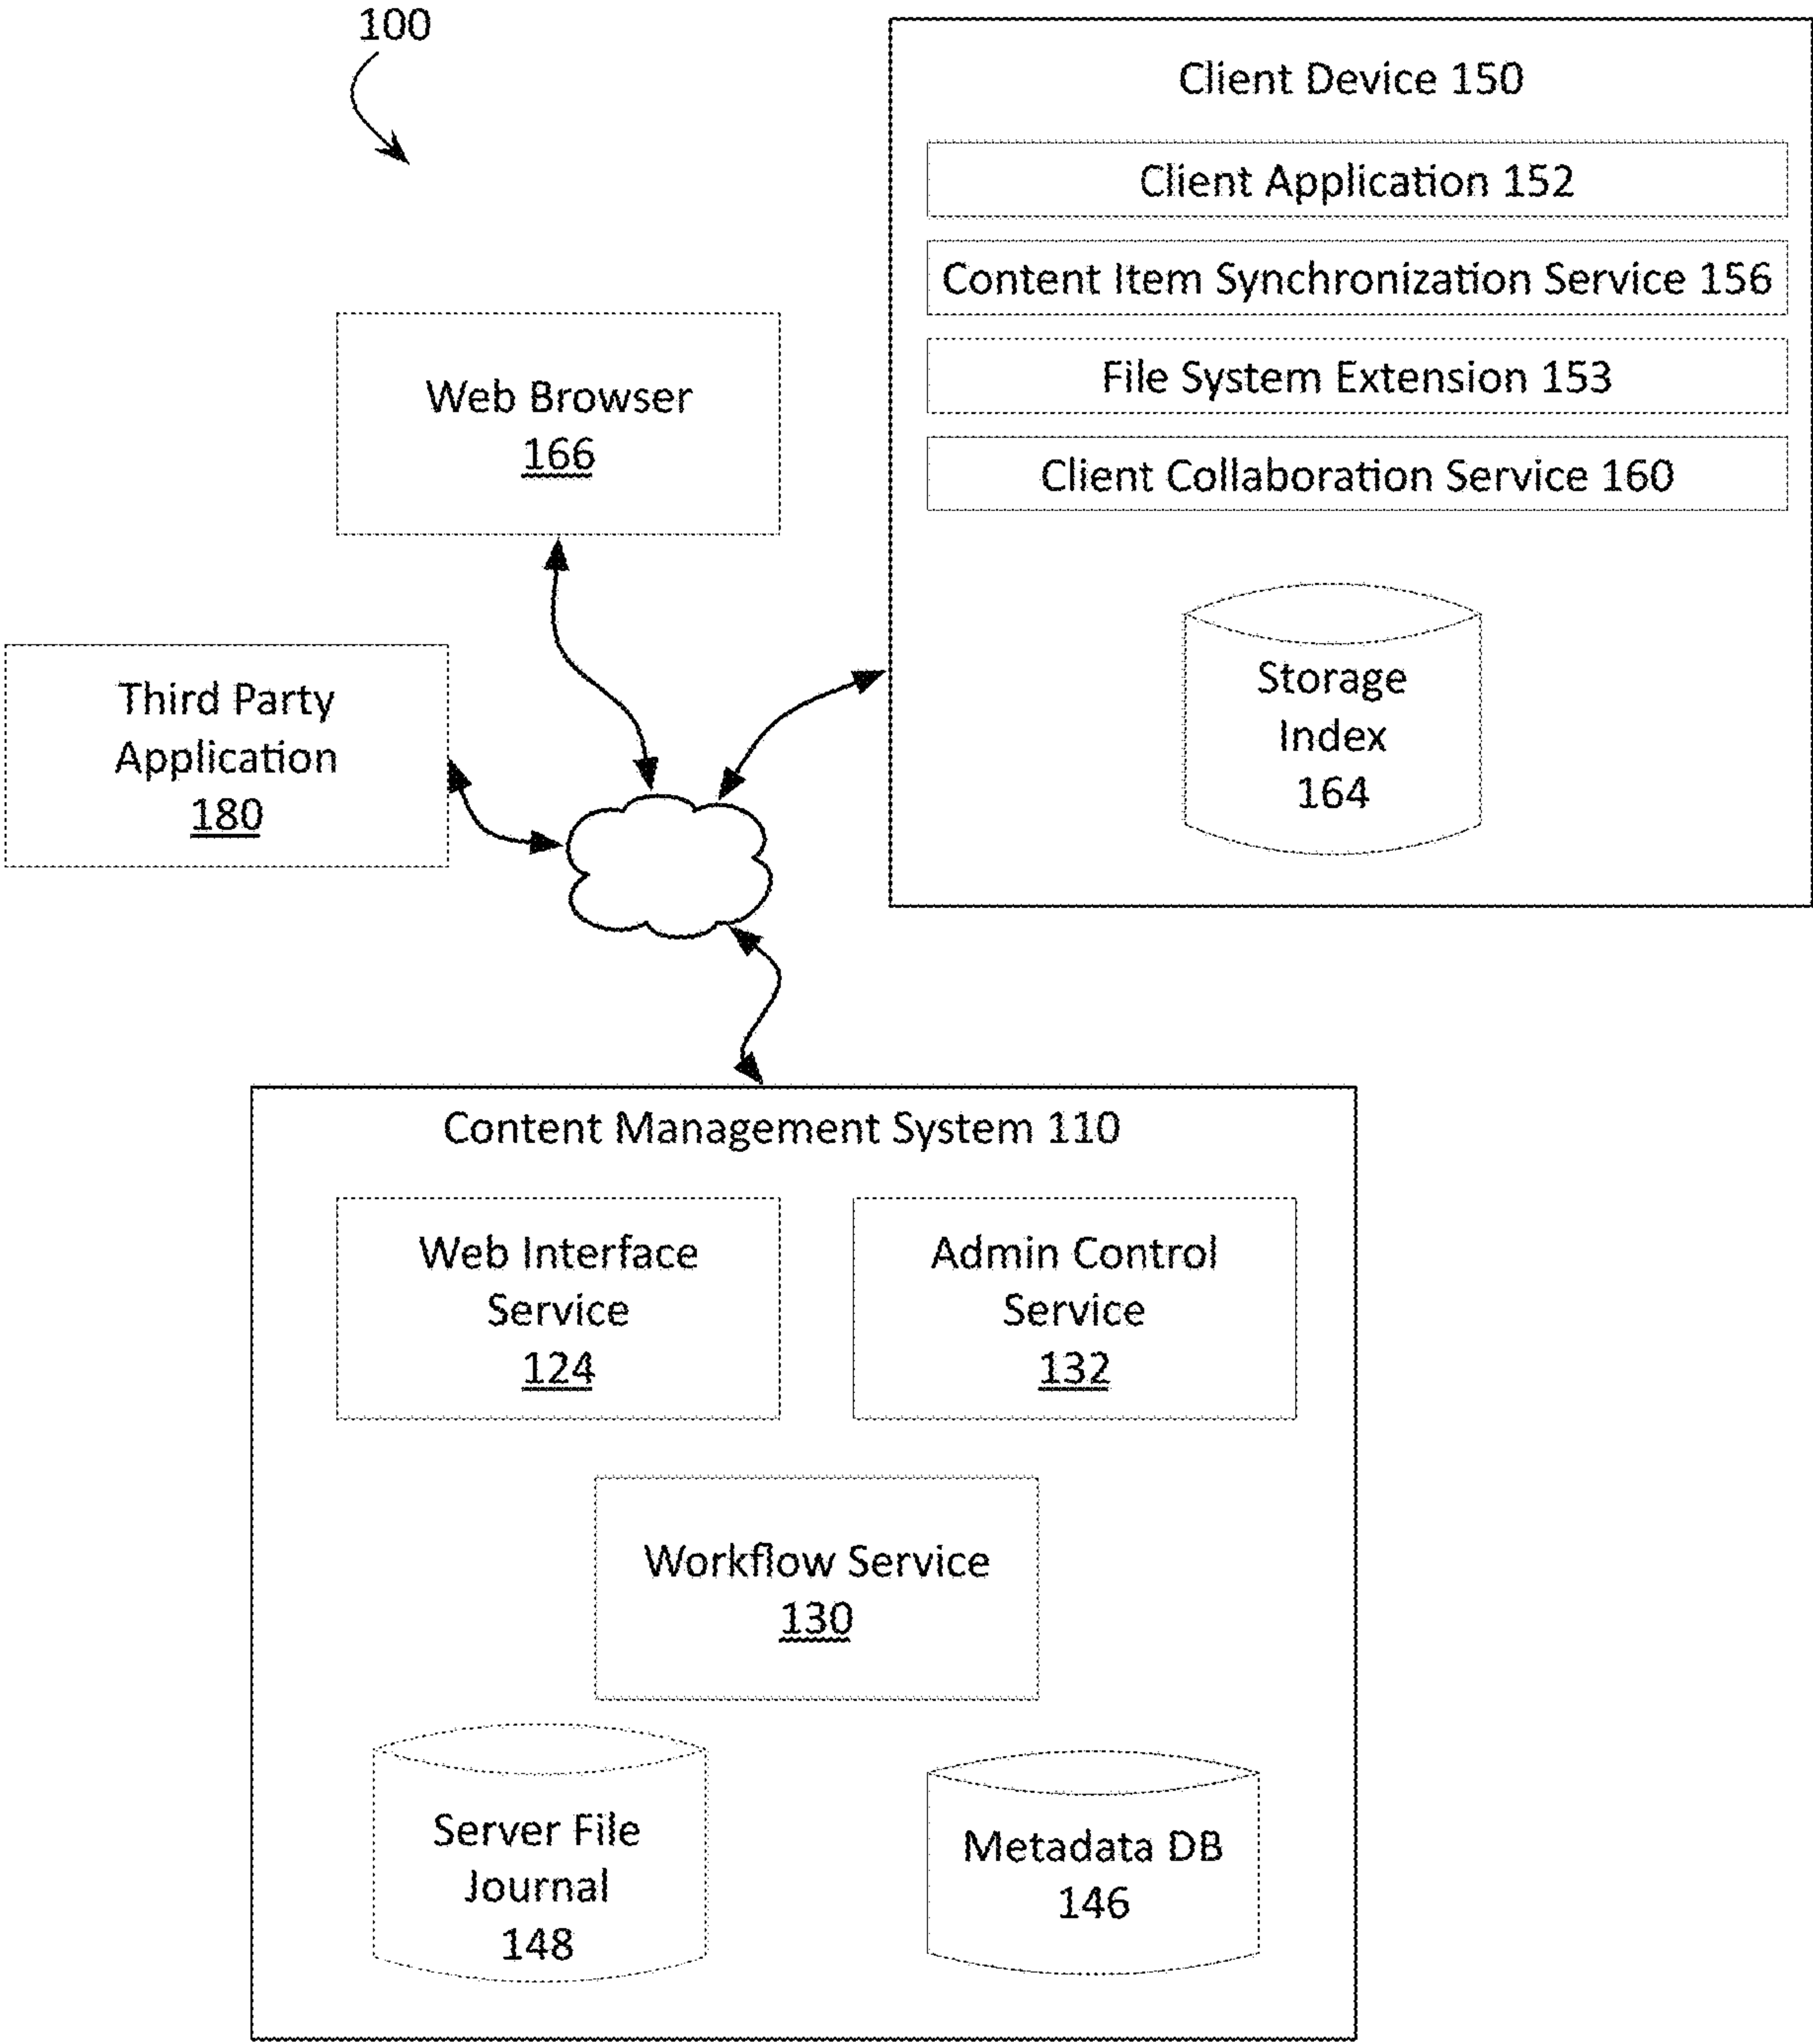 100
Client Device 150
Client Application 152
Content Item Synchronization Service 156
File System Extension 153
Client Collaboration Service 160
Storage
Index
164
Web Browser
166
Third Party
Application
180
Content Management System 110
Web Interface
Service
124
Admin Control
Service
132
Workflow Service
130
Server File
Journal
148
Metadata DB
146